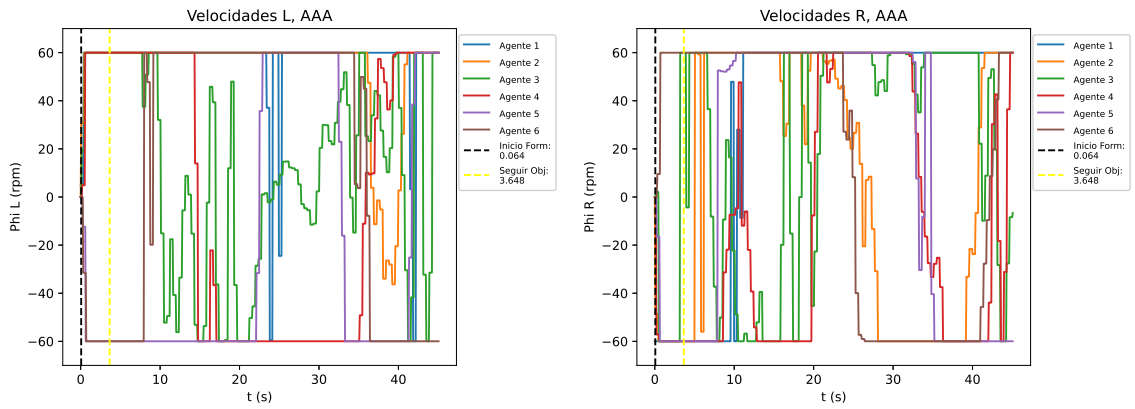 Velocidades L, AAA
Phi L (rpm)
60
40
20
0
−20
−40
−60
0
10
20
30
40
t (s)
Agente 1
Agente 2
Agente 3
Agente 4
Agente 5
Agente 6
Inicio Form:
0.064
Seguir Obj:
3.648
Velocidades R, AAA
Phi R (rpm)
60
40
20
0
−20
−40
−60
0
10
20
30
40
t (s)
Agente 1
Agente 2
Agente 3
Agente 4
Agente 5
Agente 6
Inicio Form:
0.064
Seguir Obj:
3.648